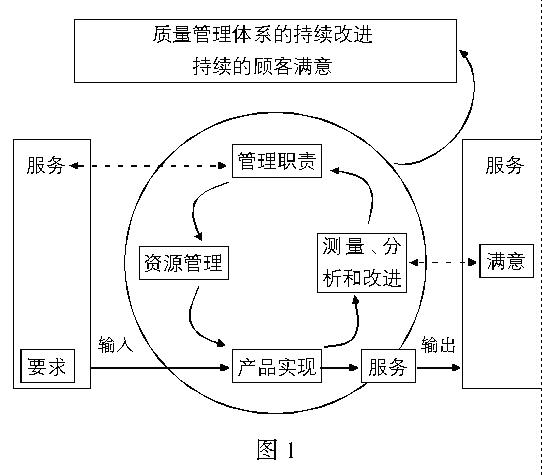 质量管理体系的持续改进
持续的顾客满意
服务
管理职责
服务
资源管理
测量、分
析和改进
满意
要求
输入
产品实现
服务
输出
图1